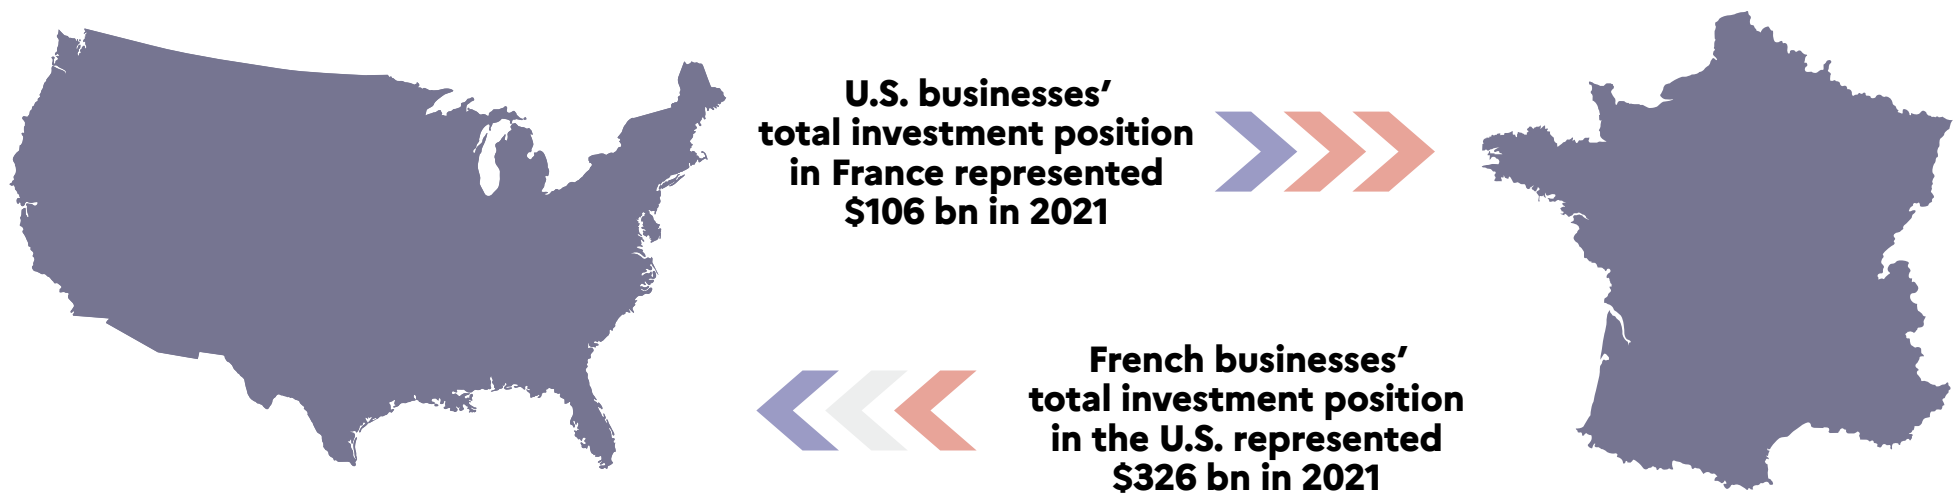 U.S. businesses’
total investment position
in France represented
$106 bn in 2021
French businesses’
total investment position
in the U.S. represented
$326 bn in 2021